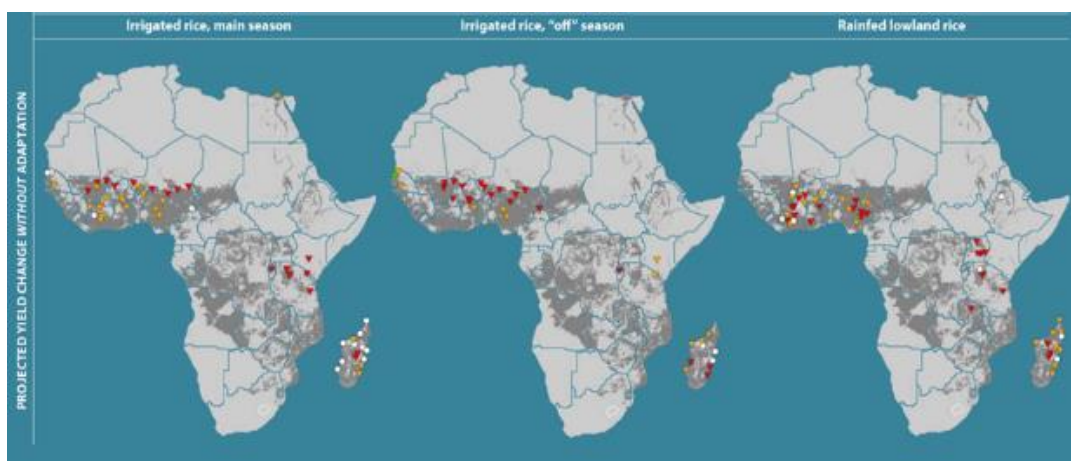 Irrigated rice, main season
Irrigated rice, "off" season
Rainfed lowland rice
PROJECTED YIELD CHANGE WITHOUT ADAPTATION